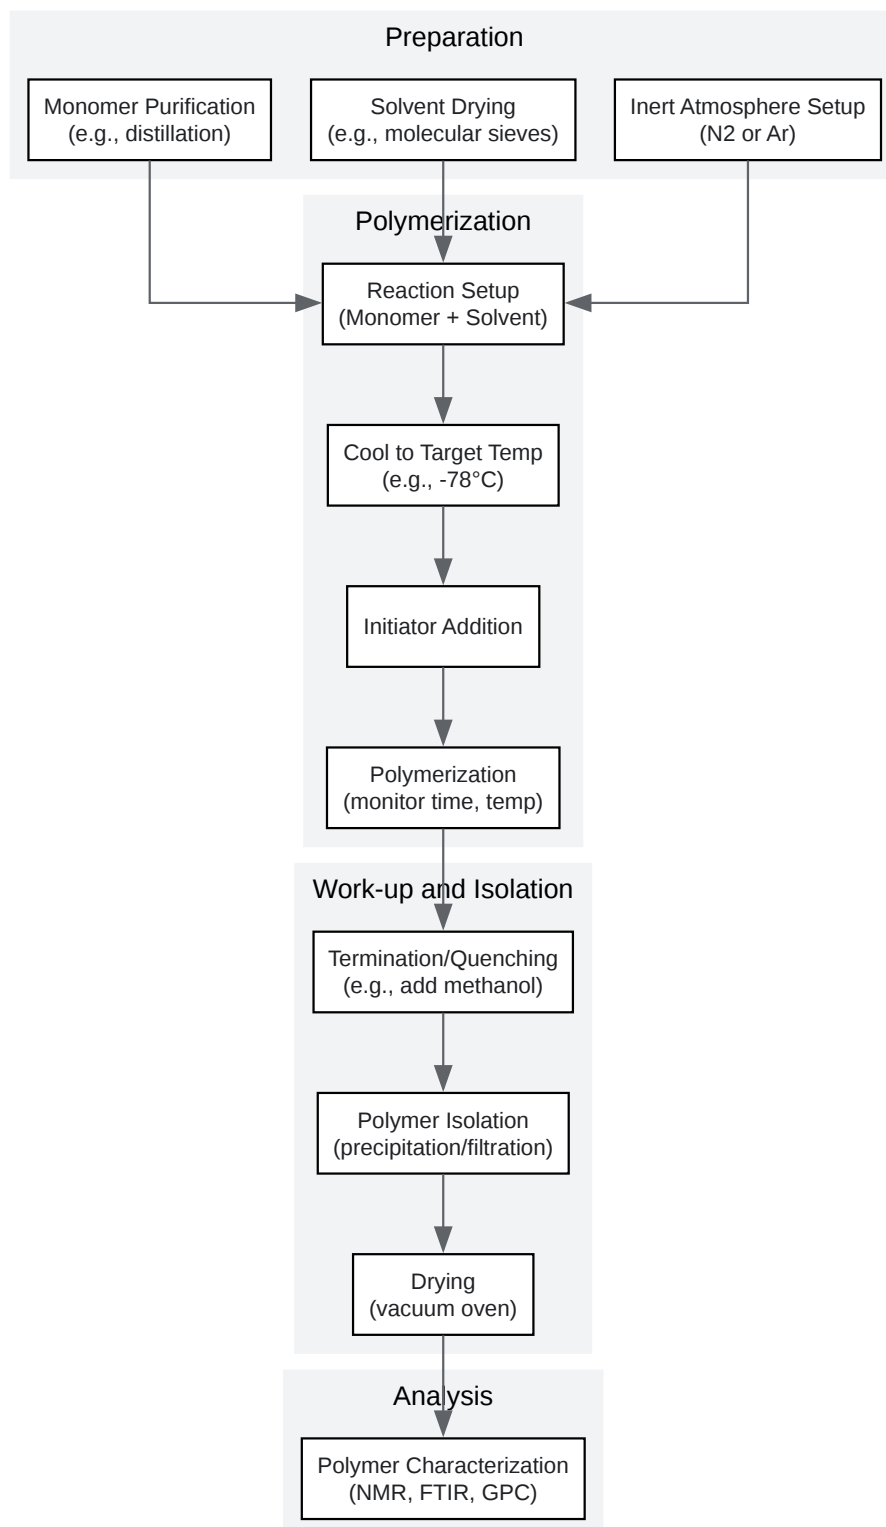 Preparation
Monomer Purification
(e.g., distillation)
Solvent Drying
(e.g., molecular sieves)
Inert Atmosphere Setup
(N2 or Ar)
Polymerization
Reaction Setup
(Monomer + Solvent)
Cool to Target Temp
(e.g., -78°C)
Initiator Addition
Polymerization
(monitor time, temp)
Work-up and Isolation
Termination/Quenching
(e.g., add methanol)
Polymer Isolation
(precipitation/filtration)
Drying
(vacuum oven)
Analysis
Polymer Characterization
(NMR, FTIR, GPC)